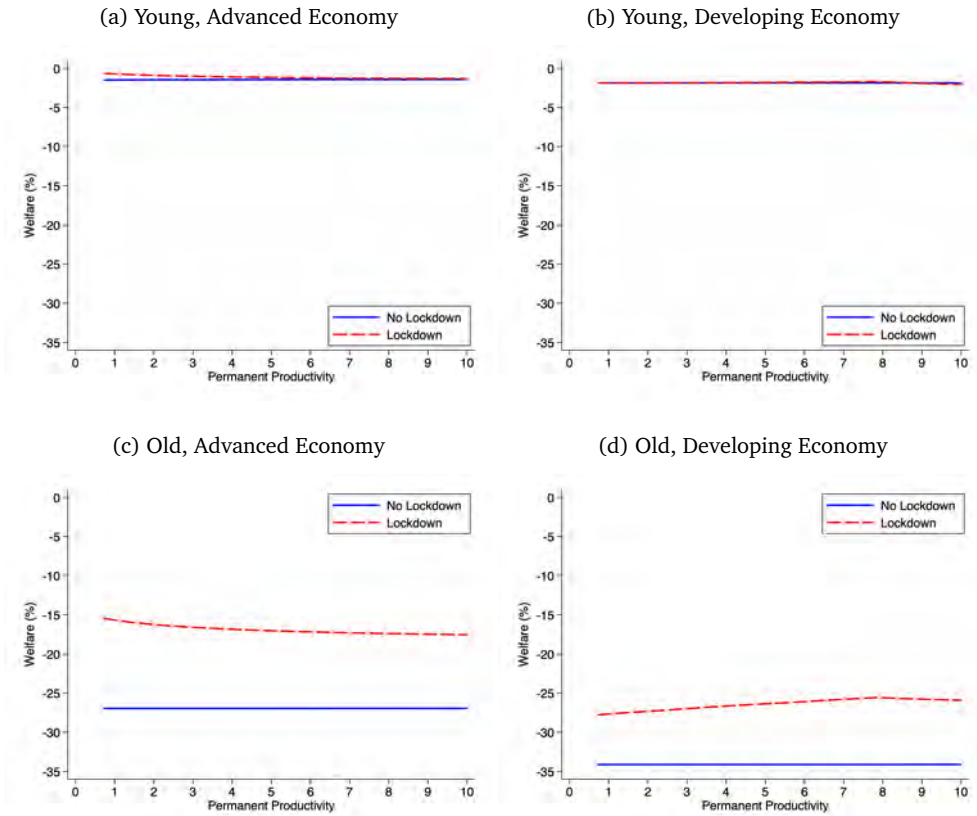 (a) Young, Advanced Economy
0
-5
-10
-15
-20
-25
-30
-35
Welfare (%)
No Lockdown
Lockdown
0 1 2 3 4 5 6 7 8 9 10
Permanent Productivity
(b) Young, Developing Economy
0
-5
-10
-15
-20
-25
-30
-35
Welfare (%)
No Lockdown
Lockdown
0 1 2 3 4 5 6 7 8 9 10
Permanent Productivity
(c) Old, Advanced Economy
0
-5
-10
-15
-20
-25
-30
-35
Welfare (%)
No Lockdown
Lockdown
0 1 2 3 4 5 6 7 8 9 10
Permanent Productivity
(d) Old, Developing Economy
0
-5
-10
-15
-20
-25
-30
-35
Welfare (%)
No Lockdown
Lockdown
0 1 2 3 4 5 6 7 8 9 10
Permanent Productivity